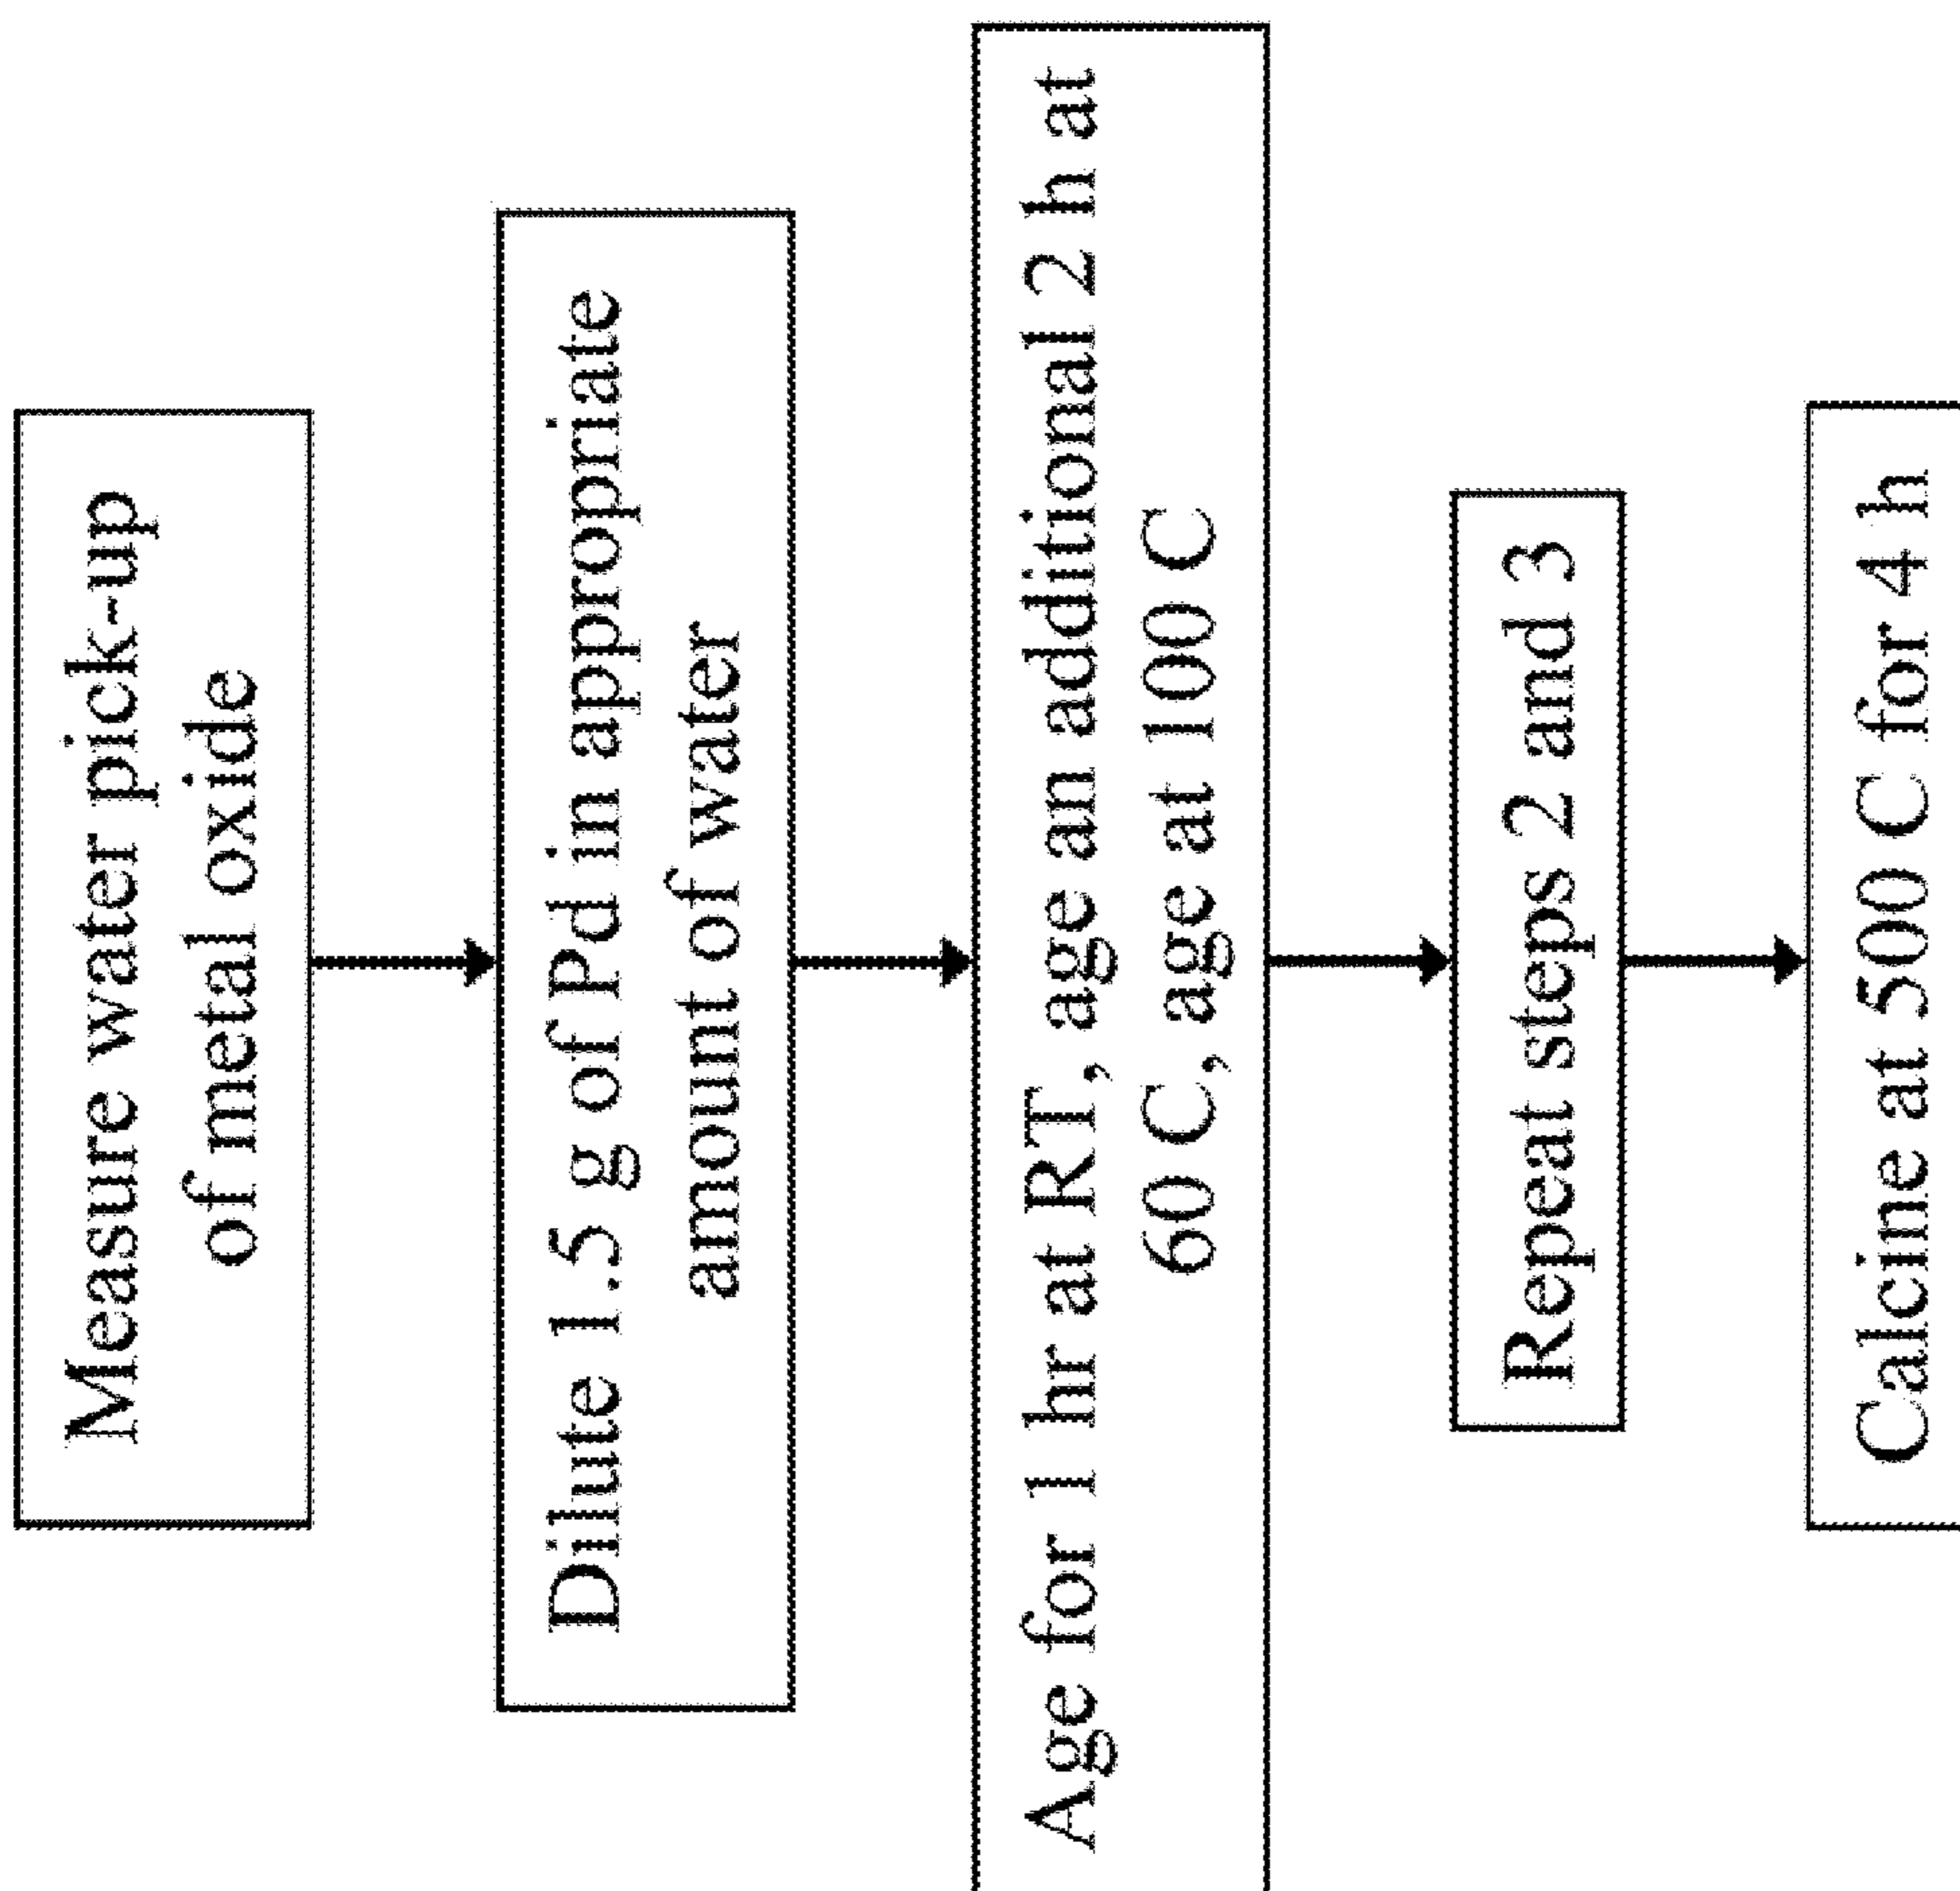 Measure water pick-up
of metal oxide
Dilute 1.5 g of Pd in appropriate
amount of water
Age for 1 hr at RT, age an additional 2 h at
60 C, age at 100 C
Repeat steps 2 and 3
Calcine at 500 C for 4 h